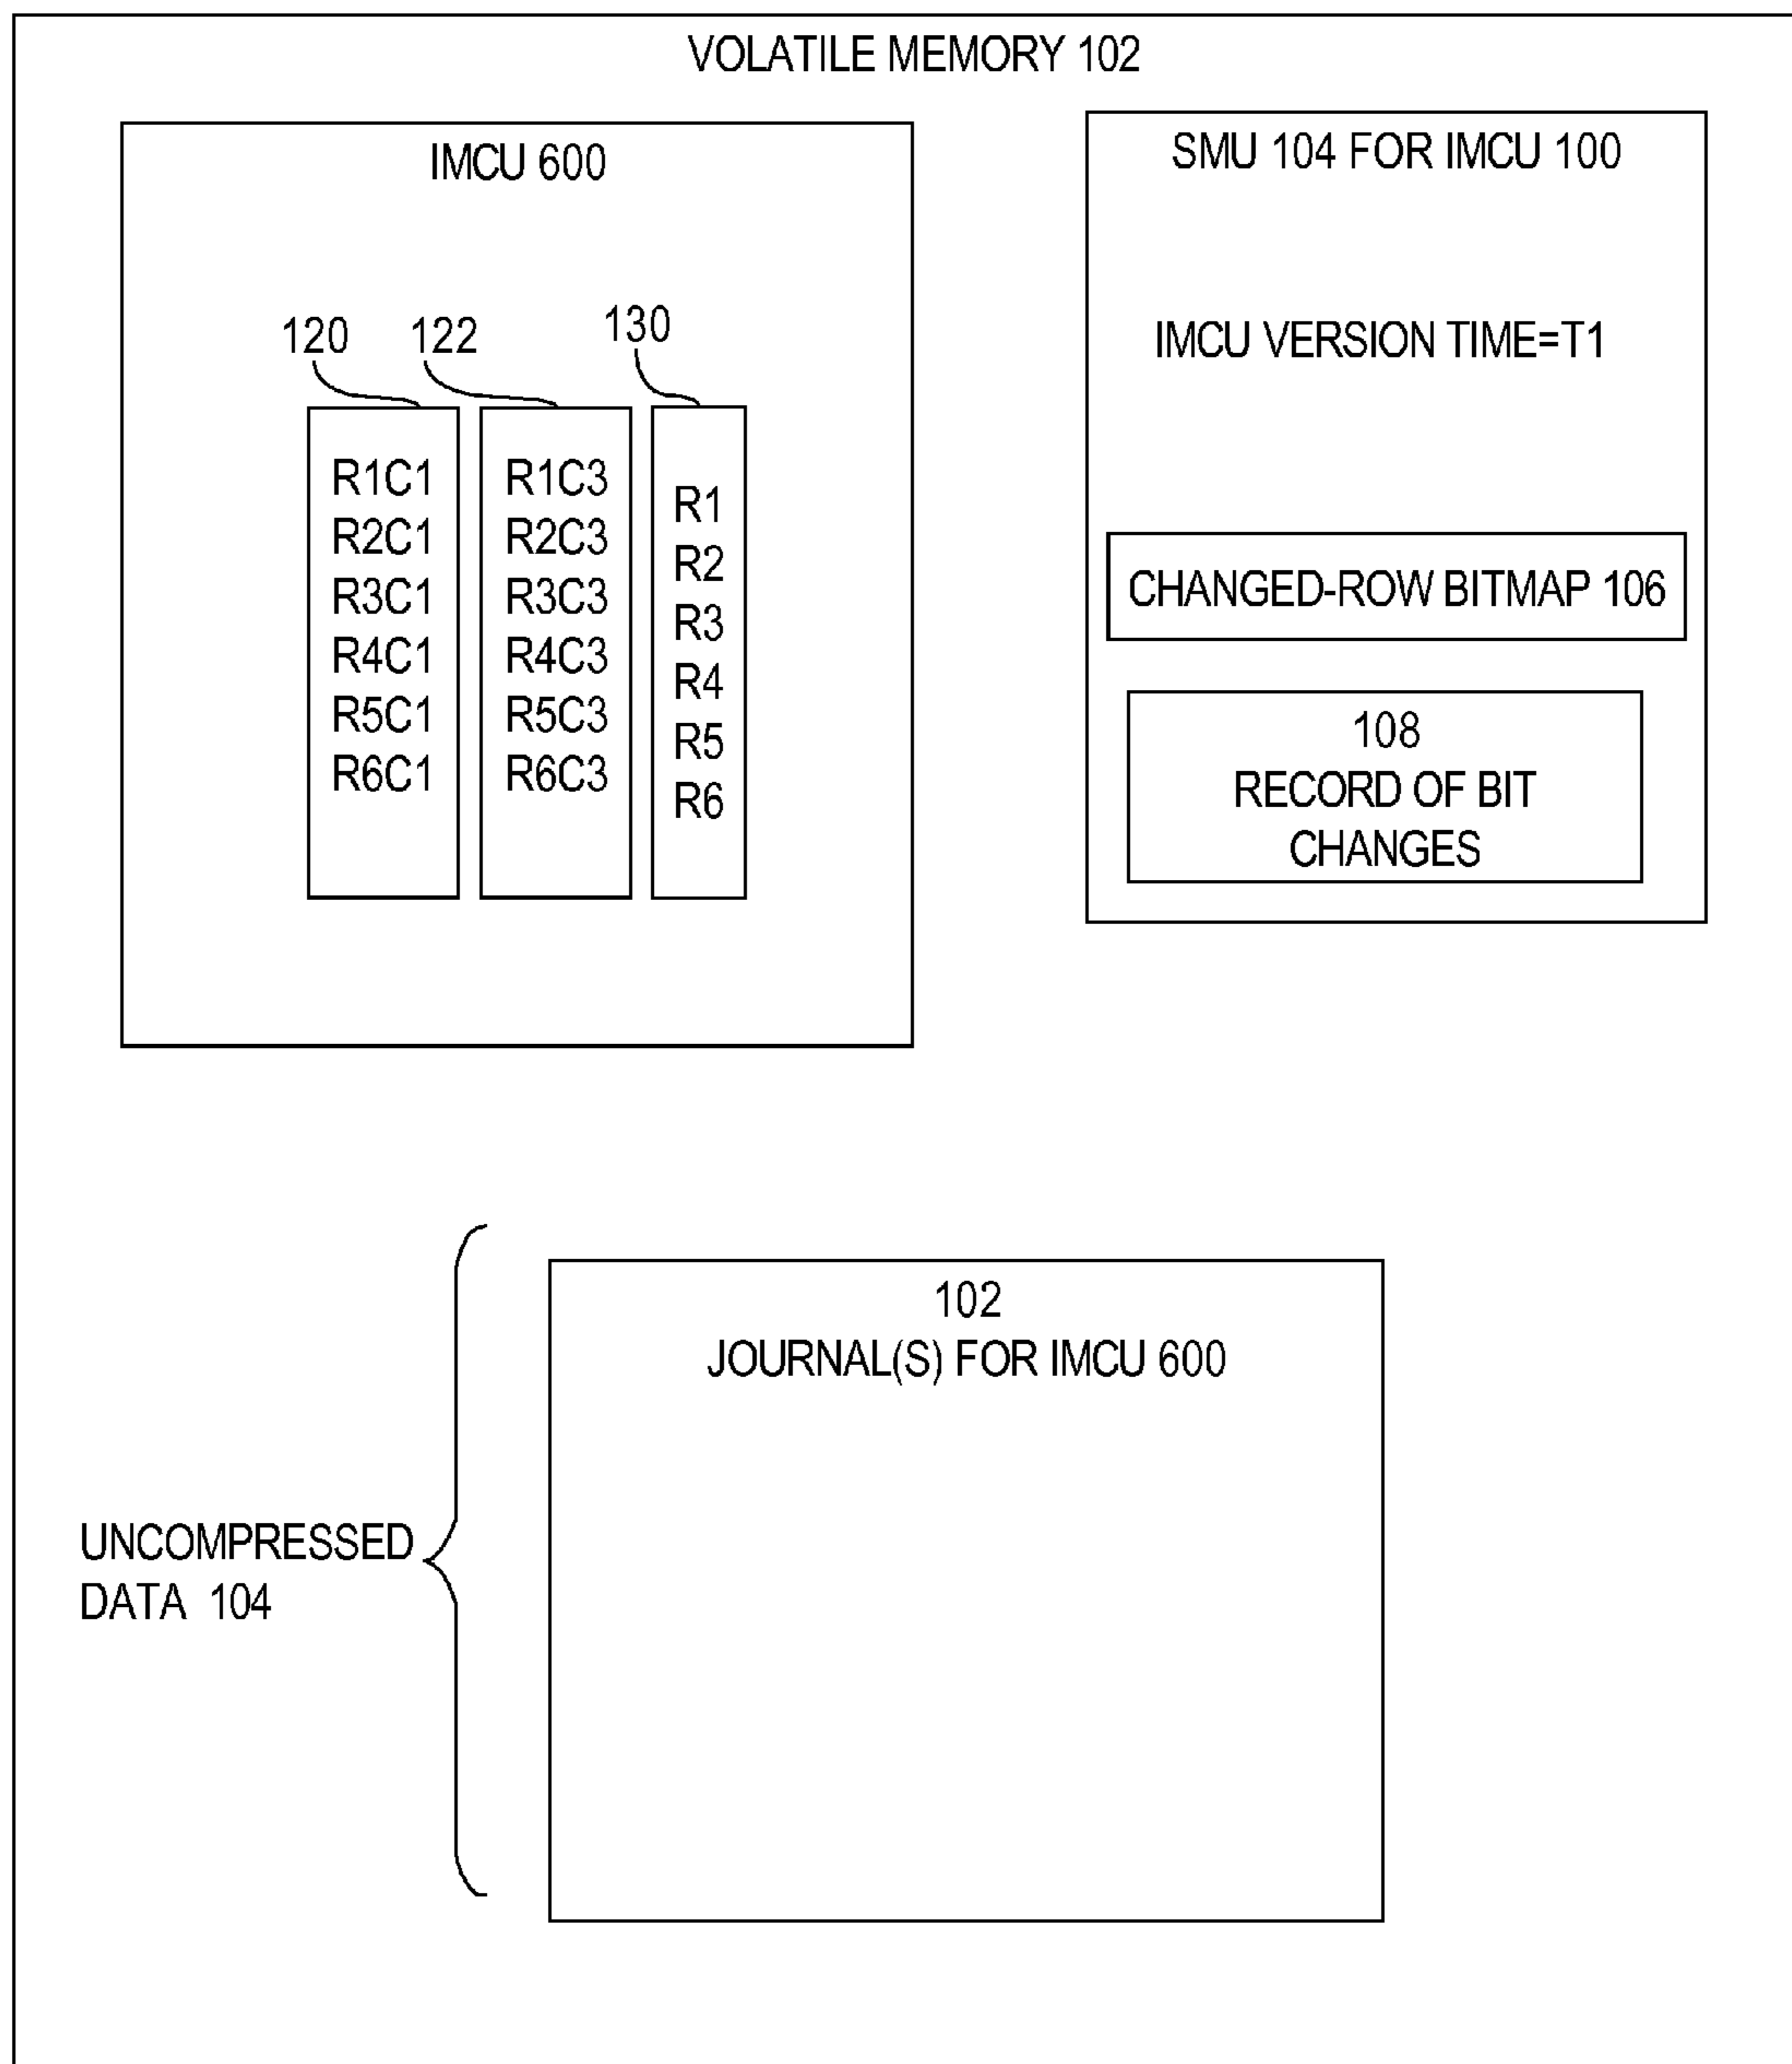 VOLATILE MEMORY 102
IMCU 600
120
122
130
R1C1
R2C1
R3C1
R4C1
R5C1
R6C1
R1C3
R2C3
R3C3
R4C3
R5C3
R6C3
R1
R2
R3
R4
R5
R6
SMU 104 FOR IMCU 100
IMCU VERSION TIME=T1
CHANGED-ROW BITMAP 106
108
RECORD OF BIT
CHANGES
UNCOMPRESSED
DATA 104
102
JOURNAL(S) FOR IMCU 600